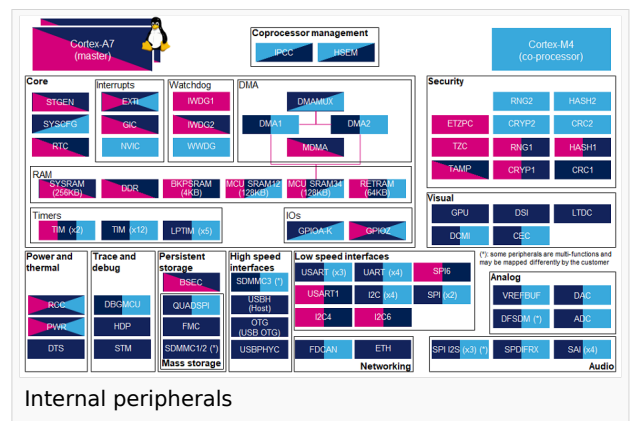 Cortex-A7
(master)
Coprocessor management
IPCC
HSEM
Cortex-M4
(co-processor)
Core
STGEN
SYSCFG
RTC
Interrupts
EXTI
GIC
NVIC
Watchdog
IWDG1
IWDG2
WWDG
DMA
DMAMUX
DMA1
DMA2
MDMA
Security
RNG2
HASH2
ETZPC
CRYP2
CRC2
TZC
RNG1
HASH1
TAMP
CRYP1
CRC1
RAM
SYSRAM
(256KB)
DDR
BKPSRAM
(4KB)
MCU SRAM12
(128KB)
MCU SRAM34
(128KB)
RETRAM
(64KB)
Timers
TIM (x2)
TIM (x12)
LPTIM (x5)
IOs
GPIOA-K
GPIOZ
Visual
GPU
DSI
LTDC
DCMI
CEC
(*): some peripherals are multi-functions and
may be mapped differently by the customer
Power and
thermal
RCC
PWR
DTS
Trace and
debug
DBGMCU
HDP
STM
Persistent
storage
BSEC
QUADSPI
FMC
SDMMC1/2 (*)
Mass storage
High speed
interfaces
SDMMC3 (*)
USBH
(Host)
OTG
(USB OTG)
USBPHYC
Low speed interfaces
USART (x3)
UART (x4)
SPI6
USART1
I2C (x4)
SPI (x2)
I2C4
I2C6
FDCAN
ETH
Networking
Analog
VREFBUF
DAC
DFSDM (*)
ADC
SPI I2S (x3) (*)
SPDIFRX
SAI (x4)
Audio
Internal peripherals